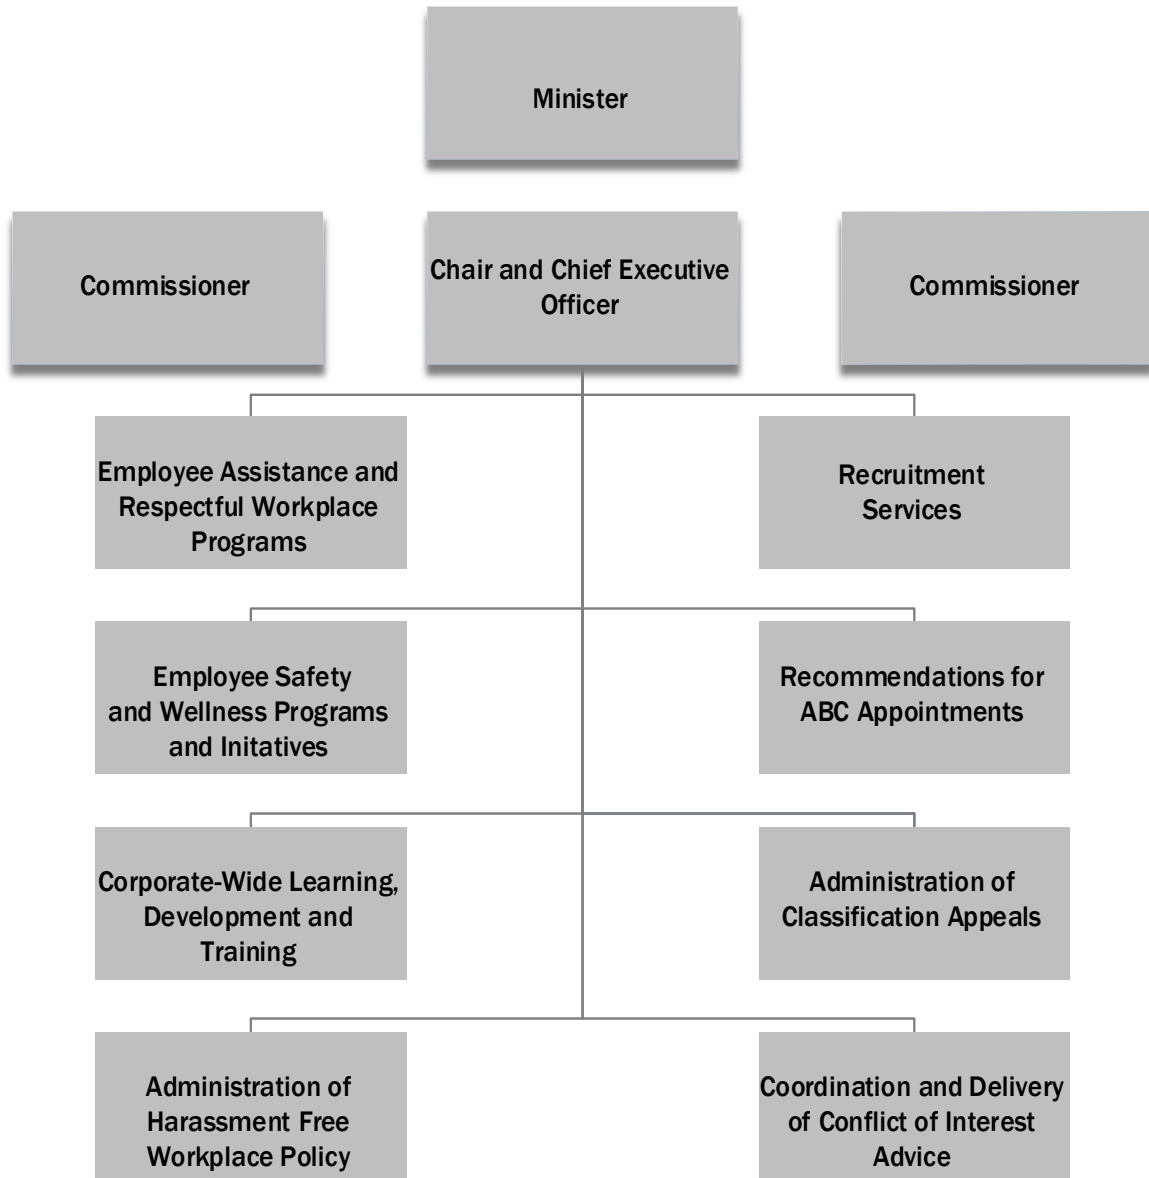 Minister
Commissioner
Chair and Chief Executive
Officer
Commissioner
Employee Assistance and
Respectful Workplace
Programs
Recruitment
Services
Employee Safety
and Wellness Programs
and Initatives
Recommendations for
ABC Appointments
Corporate-Wide Learning,
Development and
Training
Administration of
Classification Appeals
Administration of
Harassment Free
Workplace Policy
Coordination and Delivery
of Conflict of Interest
Advice